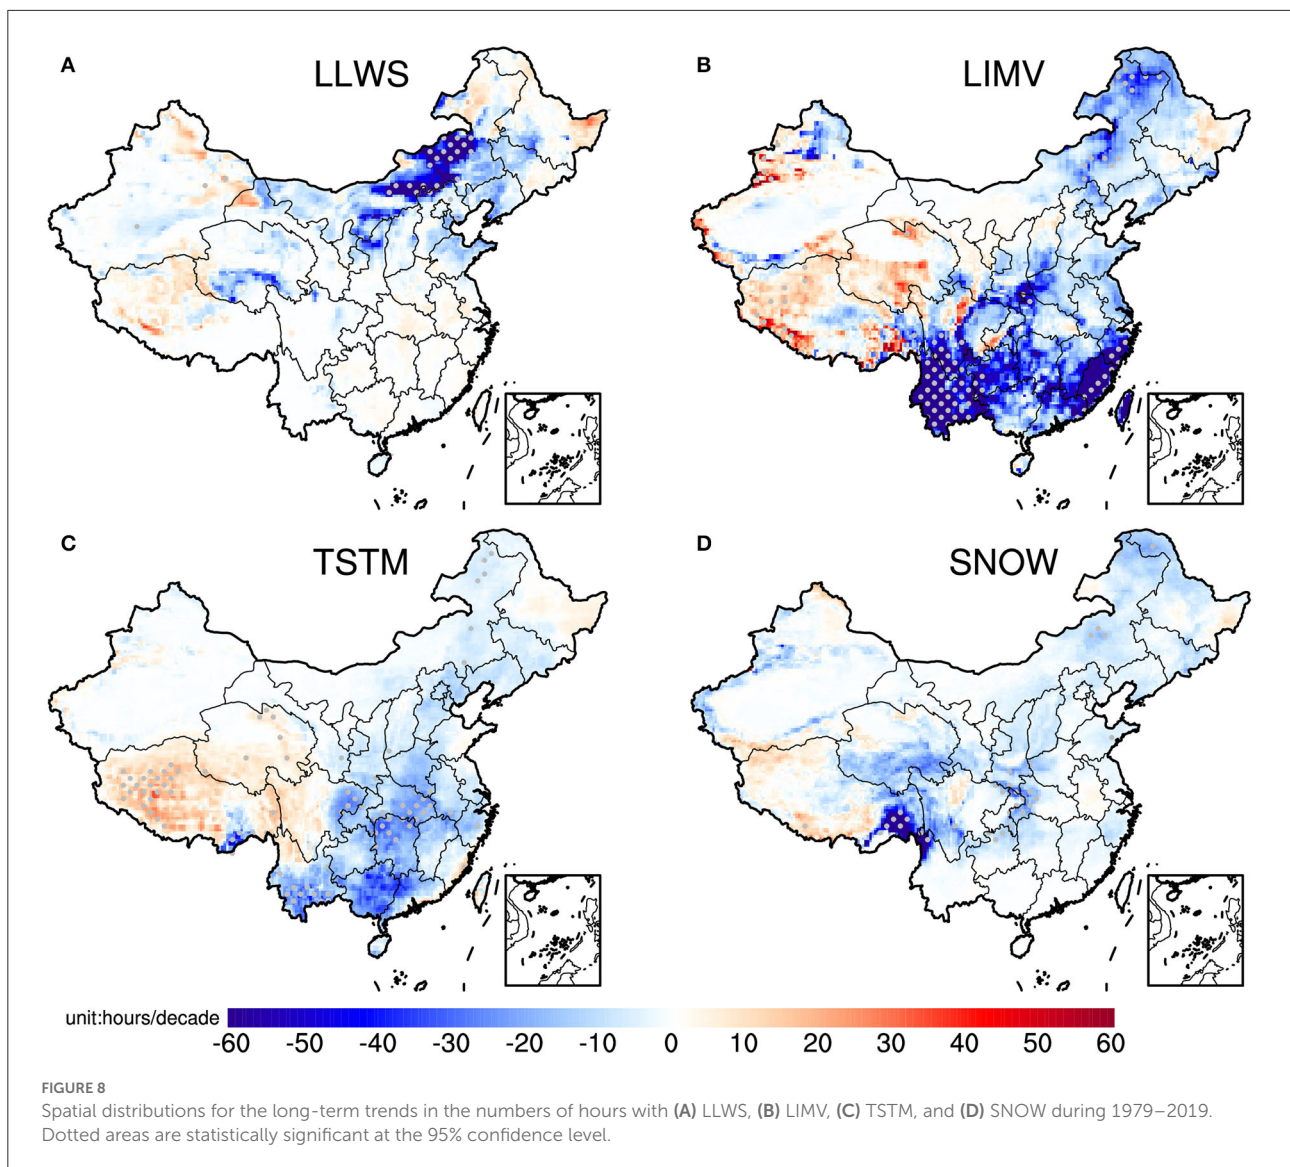 A
LLWS
B
LIMV
C
TSTM
D
SNOW
unit:hours/decade
-60 -50 -40 -30 -20 -10 0 10 20 30 40 50 60
FIGURE 8
Spatial distributions for the long-term trends in the numbers of hours with (A) LLWS, (B) LIMV, (C) TSTM, and (D) SNOW during 1979–2019.
Dotted areas are statistically significant at the 95% confidence level.